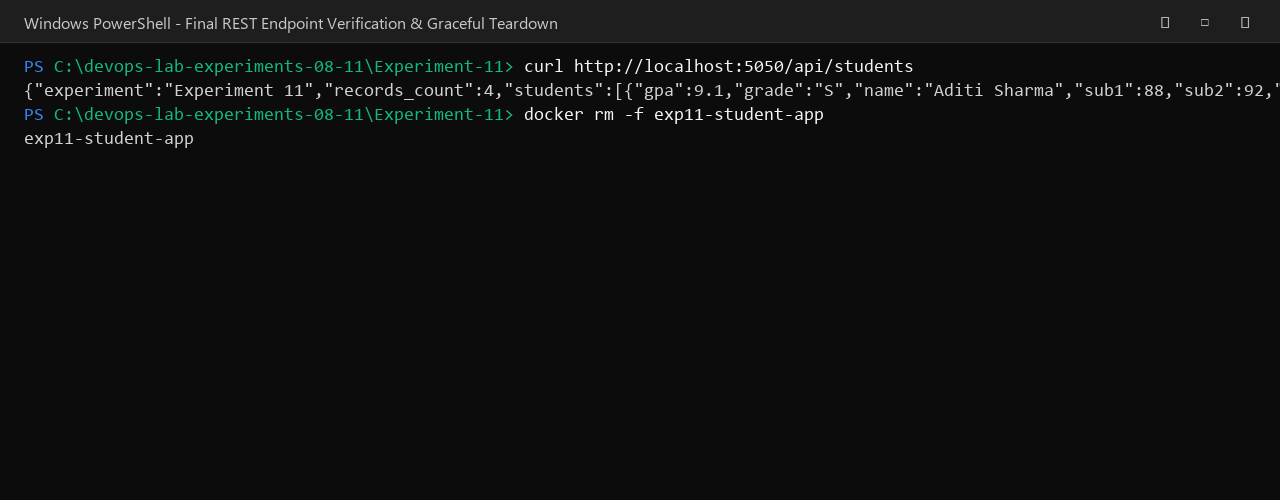 Windows PowerShell - Final REST Endpoint Verification & Graceful Teardown
PS C:\devops-lab-experiments-08-11\Experiment-11> curl http://localhost:5050/api/students
{"experiment":"Experiment 11","records_count":4,"students":[{"gpa":9.1,"grade":"S","name":"Aditi Sharma","sub1":88,"sub2":92,"
PS C:\devops-lab-experiments-08-11\Experiment-11> docker rm -f exp11-student-app
exp11-student-app